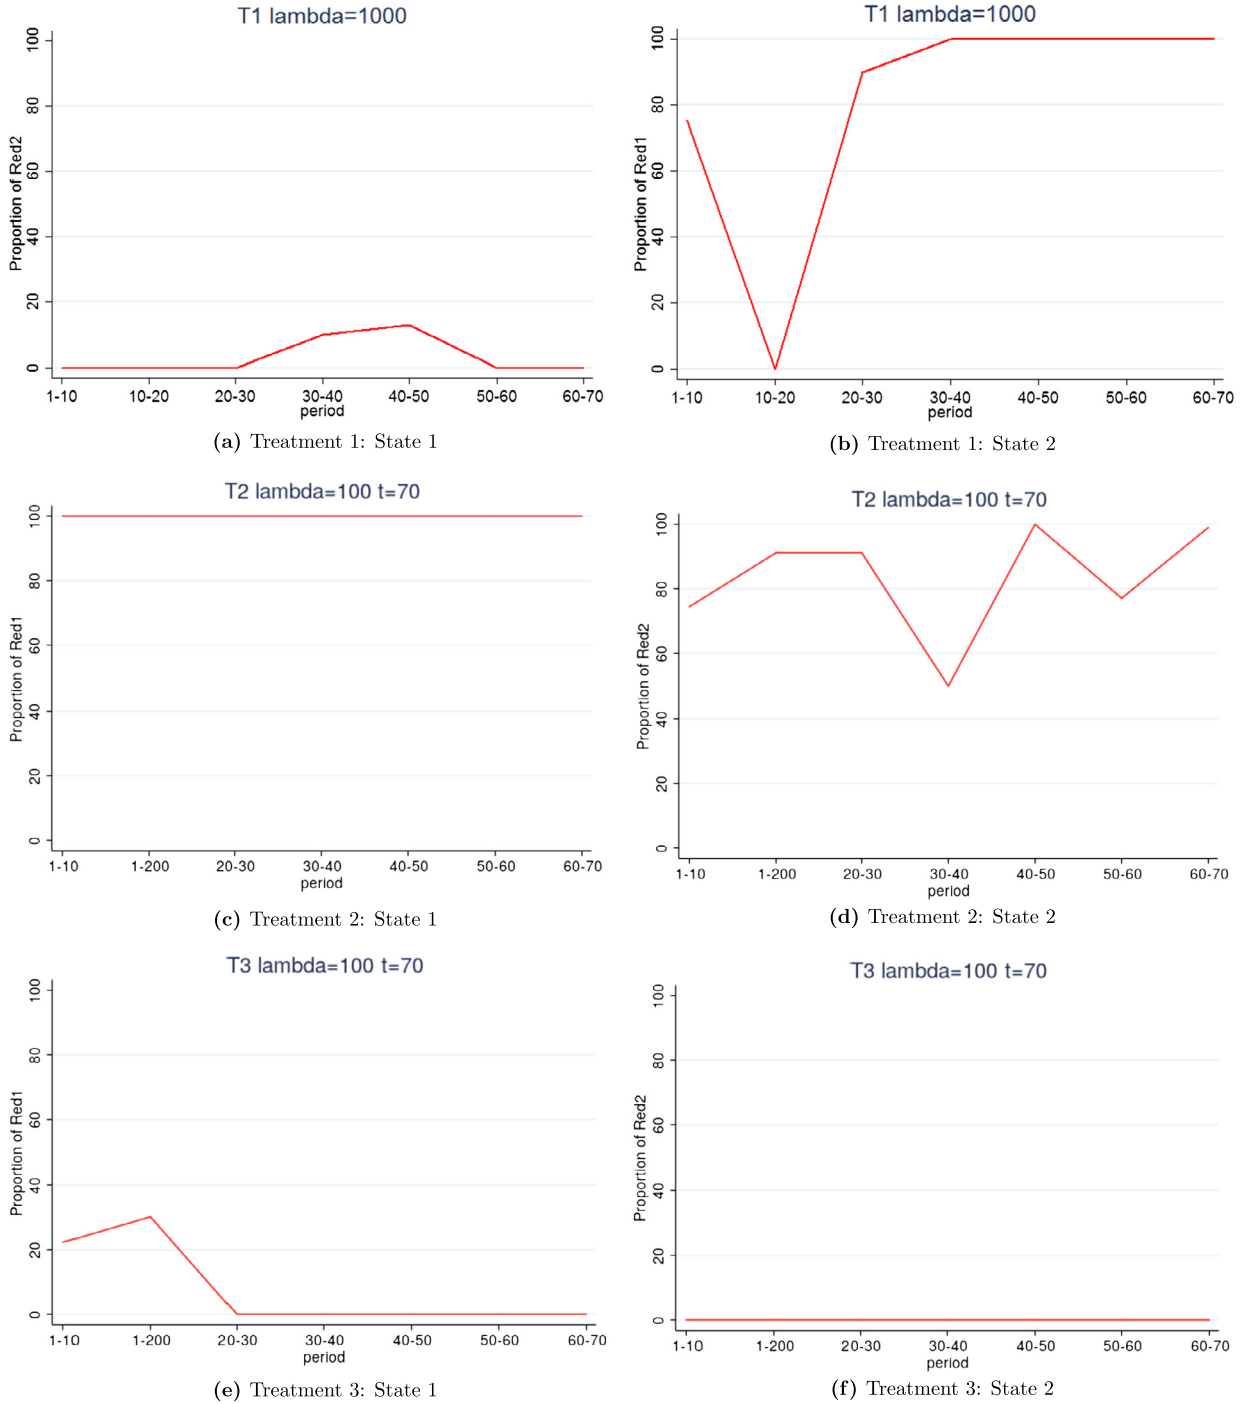 T1 lambda=1000
Proportion of Red2
100
80
60
40
20
0
1-10 10-20 20-30 30-40 40-50 50-60 60-70
period
(a) Treatment 1: State 1
T1 lambda=1000
Proportion of Red1
100
80
60
40
20
0
1-10 10-20 20-30 30-40 40-50 50-60 60-70
period
(b) Treatment 1: State 2
T2 lambda=100 t=70
Proportion of Red1
100
80
60
40
20
0
1-10 1-200 20-30 30-40 40-50 50-60 60-70
period
(c) Treatment 2: State 1
T2 lambda=100 t=70
Proportion of Red2
100
80
60
40
20
0
1-10 1-200 20-30 30-40 40-50 50-60 60-70
period
(d) Treatment 2: State 2
T3 lambda=100 t=70
Proportion of Red1
100
80
60
40
20
0
1-10 1-200 20-30 30-40 40-50 50-60 60-70
period
(e) Treatment 3: State 1
T3 lambda=100 t=70
Proportion of Red2
100
80
60
40
20
0
1-10 1-200 20-30 30-40 40-50 50-60 60-70
period
(f) Treatment 3: State 2